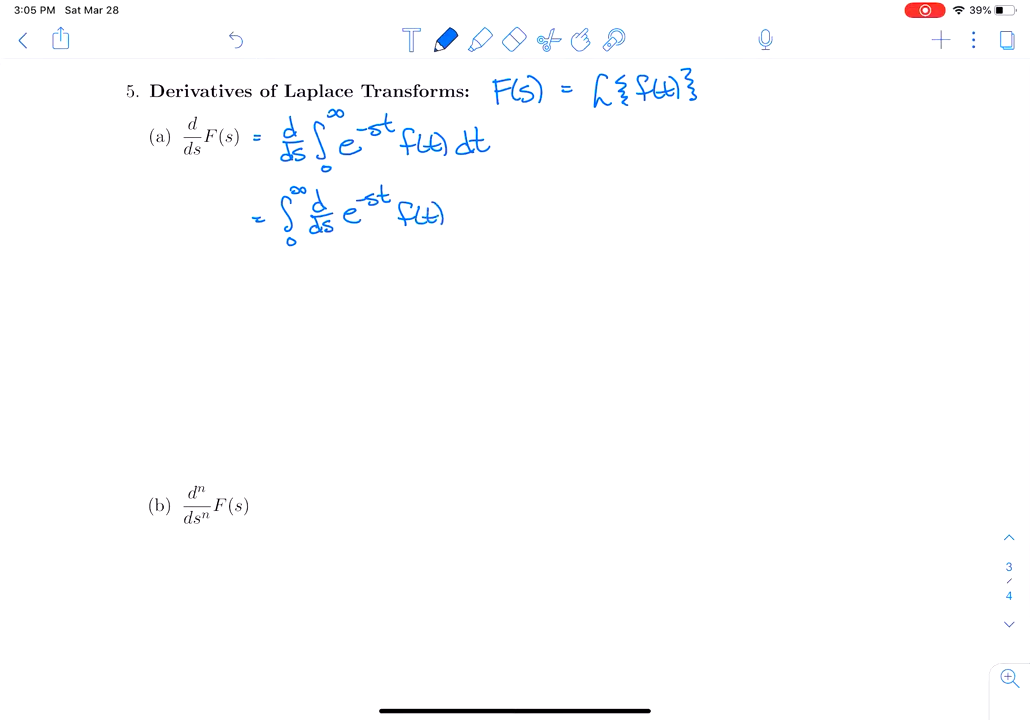 3:05 PM Sat Mar 28 39%
T
5. Derivatives of Laplace Transforms: F(s) = ℒ{f(t)}
(a) d/ds F(s) = d/ds ∫₀^∞ e^{-st} f(t) dt
= ∫₀^∞ d/ds e^{-st} f(t)
(b) dⁿ/dsⁿ F(s)
3
/
4